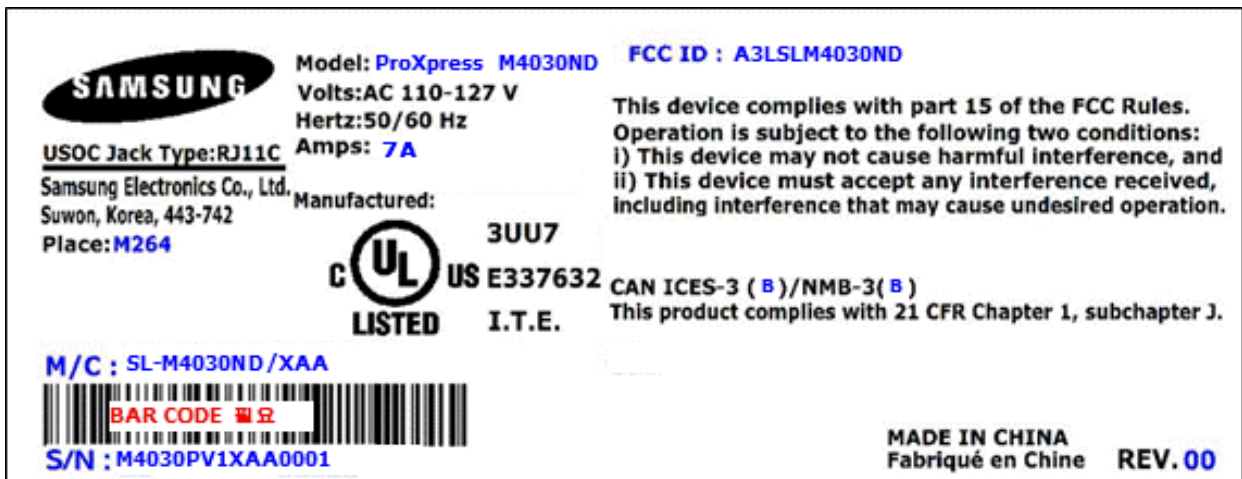 SAMSUNG
USOC Jack Type:RJ11C
Samsung Electronics Co., Ltd.
Suwon, Korea, 443-742
Place:M264
Model: ProXpress M4030ND
Volts:AC 110-127 V
Hertz:50/60 Hz
Amps: 7A
Manufactured:
C UL US
LISTED
3UU7
E337632
I.T.E.
FCC ID : A3LSLM4030ND
This device complies with part 15 of the FCC Rules.
Operation is subject to the following two conditions:
i) This device may not cause harmful interference, and
ii) This device must accept any interference received,
including interference that may cause undesired operation.
CAN ICES-3 ( B )/NMB-3( B )
This product complies with 21 CFR Chapter 1, subchapter J.
M/C : SL-M4030ND/XAA
BAR CODE 필요
S/N : M4030PV1XAA0001
MADE IN CHINA
Fabriqué en Chine
REV. 00